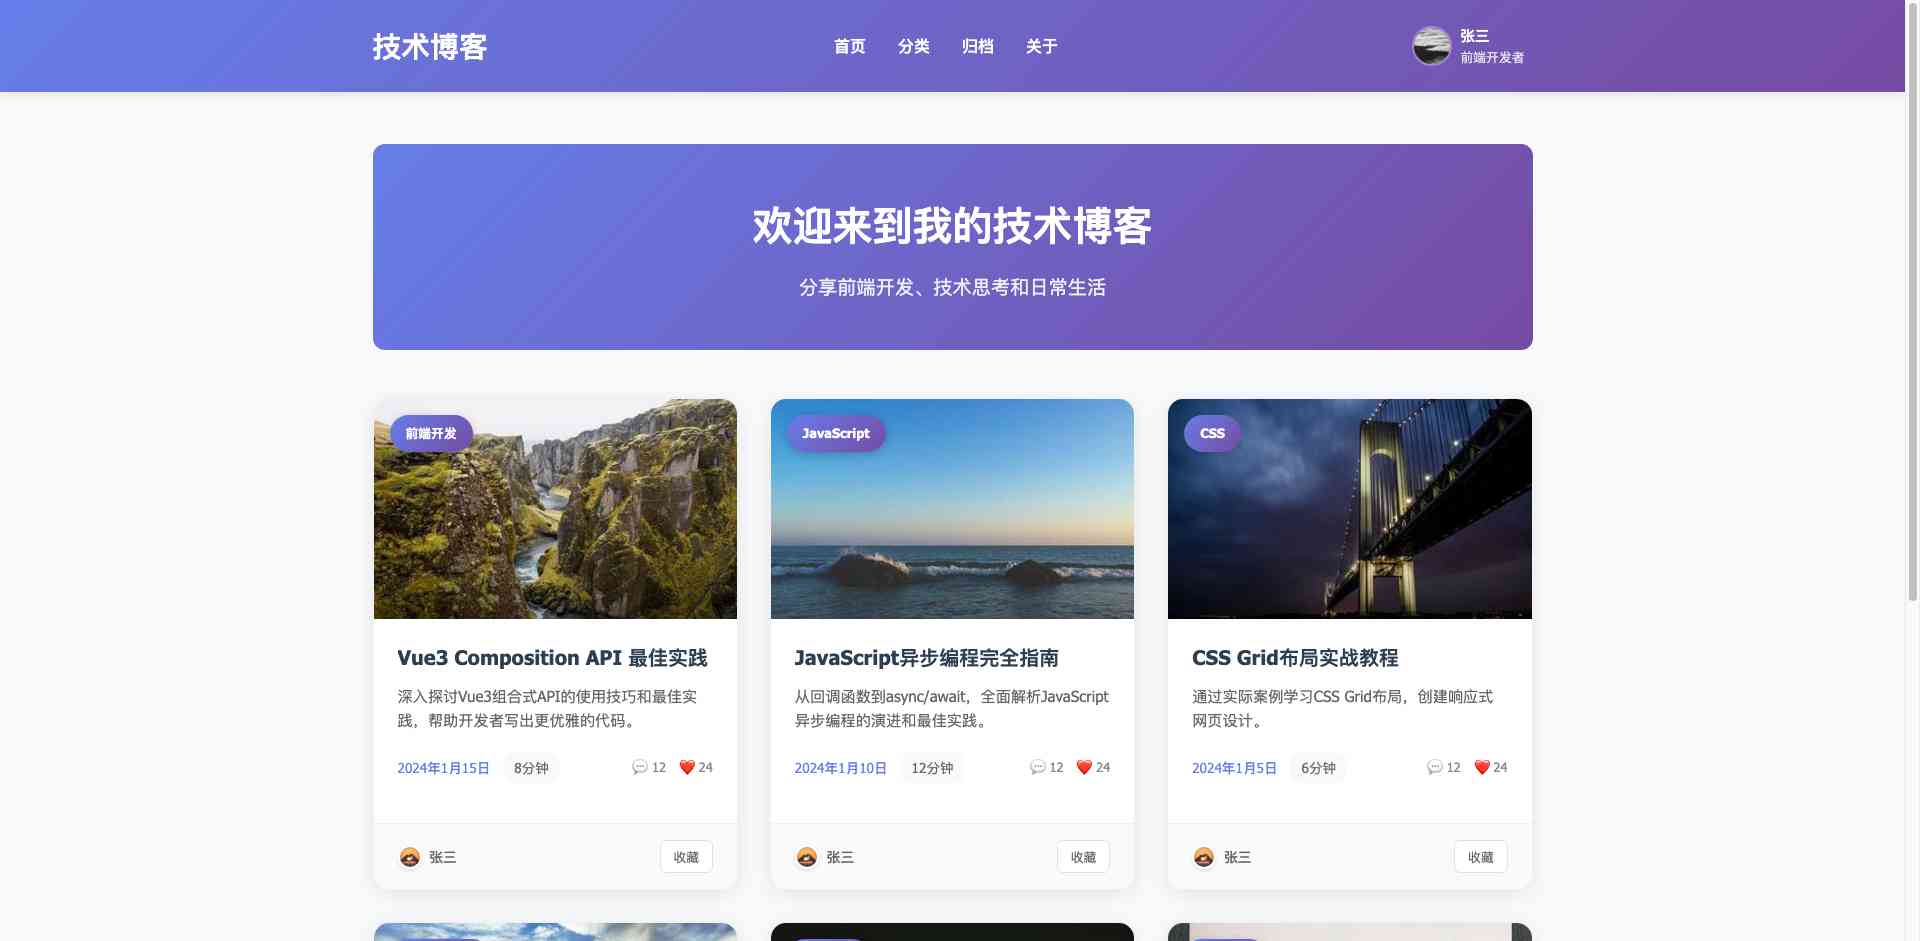 技术博客
首页 分类 归档 关于
张三
前端开发者
欢迎来到我的技术博客
分享前端开发、技术思考和日常生活
前端开发
Vue3 Composition API 最佳实践
深入探讨Vue3组合式API的使用技巧和最佳实
践，帮助开发者写出更优雅的代码。
2024年1月15日 8分钟 12 24
张三 收藏
JavaScript
JavaScript异步编程完全指南
从回调函数到async/await，全面解析JavaScript
异步编程的演进和最佳实践。
2024年1月10日 12分钟 12 24
张三 收藏
CSS
CSS Grid布局实战教程
通过实际案例学习CSS Grid布局，创建响应式
网页设计。
2024年1月5日 6分钟 12 24
张三 收藏